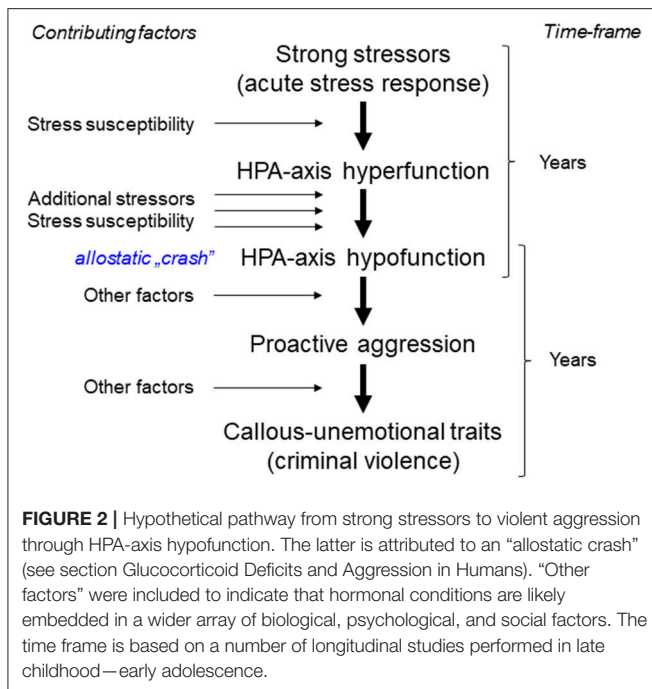 Contributing factors
Time-frame
Strong stressors
(acute stress response)
Stress susceptibility
HPA-axis hyperfunction
Years
Additional stressors
Stress susceptibility
allostatic „crash”
HPA-axis hypofunction
Other factors
Proactive aggression
Years
Other factors
Callous-unemotional traits
(criminal violence)
FIGURE 2 | Hypothetical pathway from strong stressors to violent aggression
through HPA-axis hypofunction. The latter is attributed to an “allostatic crash”
(see section Glucocorticoid Deficits and Aggression in Humans). “Other
factors” were included to indicate that hormonal conditions are likely
embedded in a wider array of biological, psychological, and social factors. The
time frame is based on a number of longitudinal studies performed in late
childhood—early adolescence.